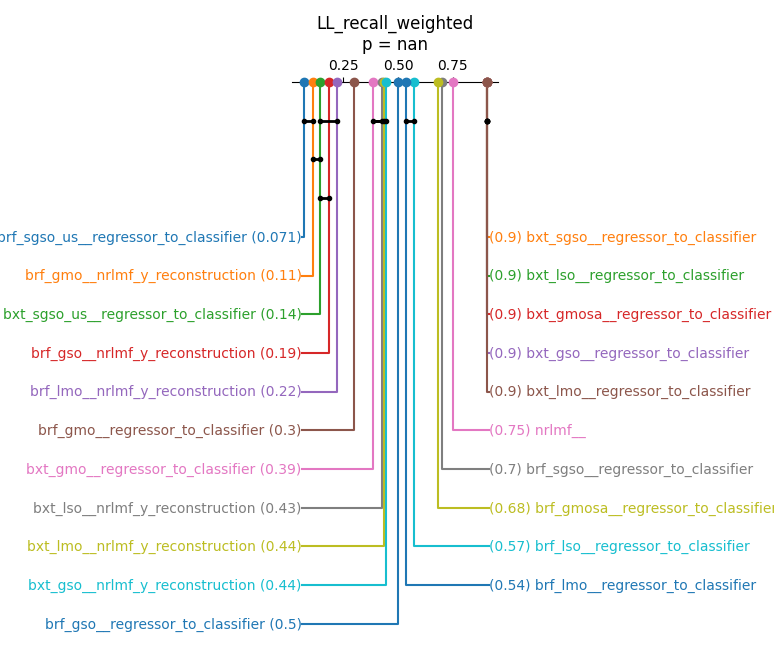 LL_recall_weighted
p = nan
0.25 0.50 0.75
brf_sgso_us__regressor_to_classifier (0.071)
(0.9) bxt_sgso__regressor_to_classifier
brf_gmo__nrlmf_y_reconstruction (0.11)
(0.9) bxt_lso__regressor_to_classifier
bxt_sgso_us__regressor_to_classifier (0.14)
(0.9) bxt_gmosa__regressor_to_classifier
brf_gso__nrlmf_y_reconstruction (0.19)
(0.9) bxt_gso__regressor_to_classifier
brf_lmo__nrlmf_y_reconstruction (0.22)
(0.9) bxt_lmo__regressor_to_classifier
brf_gmo__regressor_to_classifier (0.3)
(0.75) nrlmf__
bxt_gmo__regressor_to_classifier (0.39)
(0.7) brf_sgso__regressor_to_classifier
bxt_lso__nrlmf_y_reconstruction (0.43)
(0.68) brf_gmosa__regressor_to_classifier
bxt_lmo__nrlmf_y_reconstruction (0.44)
(0.57) brf_lso__regressor_to_classifier
bxt_gso__nrlmf_y_reconstruction (0.44)
(0.54) brf_lmo__regressor_to_classifier
brf_gso__regressor_to_classifier (0.5)